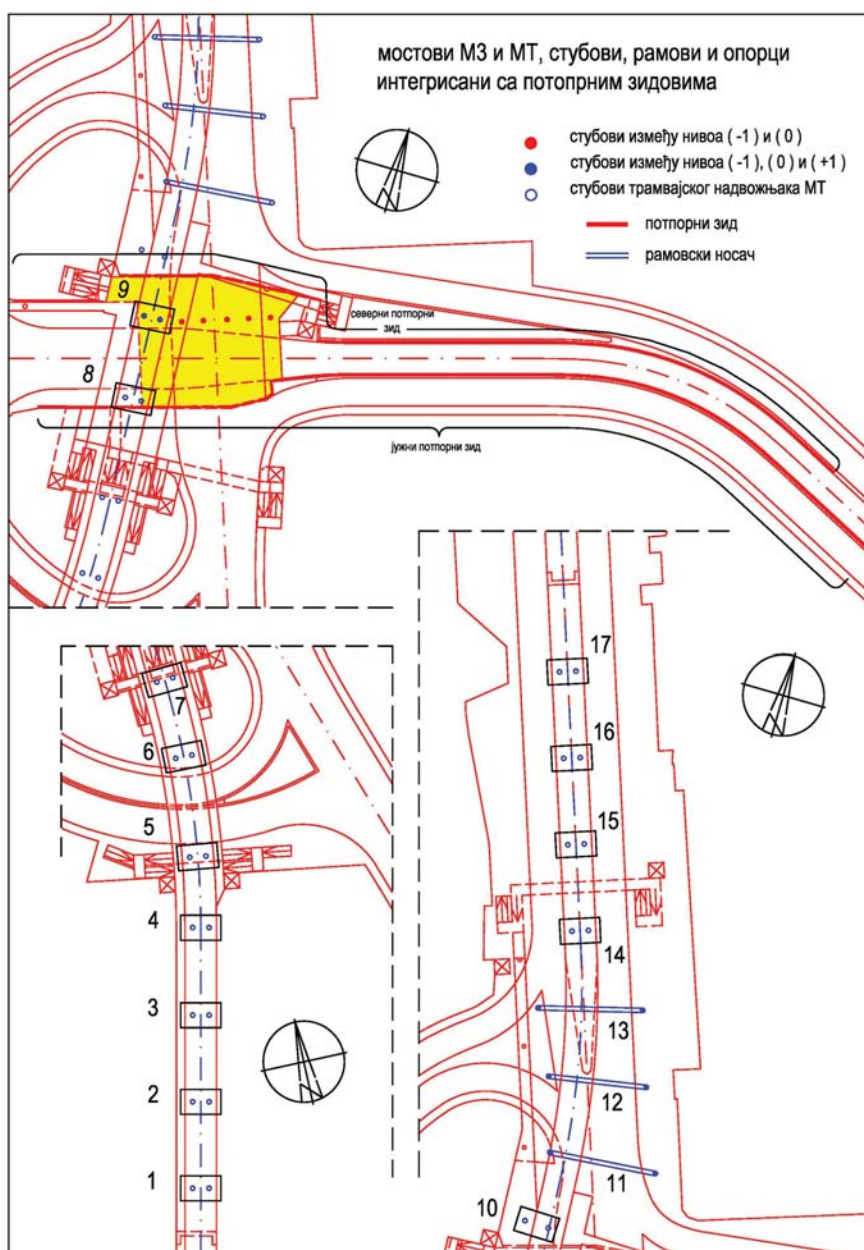 мостови М3 и МТ, стубови, рамови и опорци
интегрисани са потопрним зидовима
стубови између нивоа ( -1 ) и ( 0 )
стубови између нивоа ( -1 ), ( 0 ) и ( +1 )
стубови трамвајског надвожњака МТ
потпорни зид
рамовски носач
9
северни потпорни
зид
8
јужни потпорни зид
7
6
5
4
3
2
1
17
16
15
14
13
12
11
10